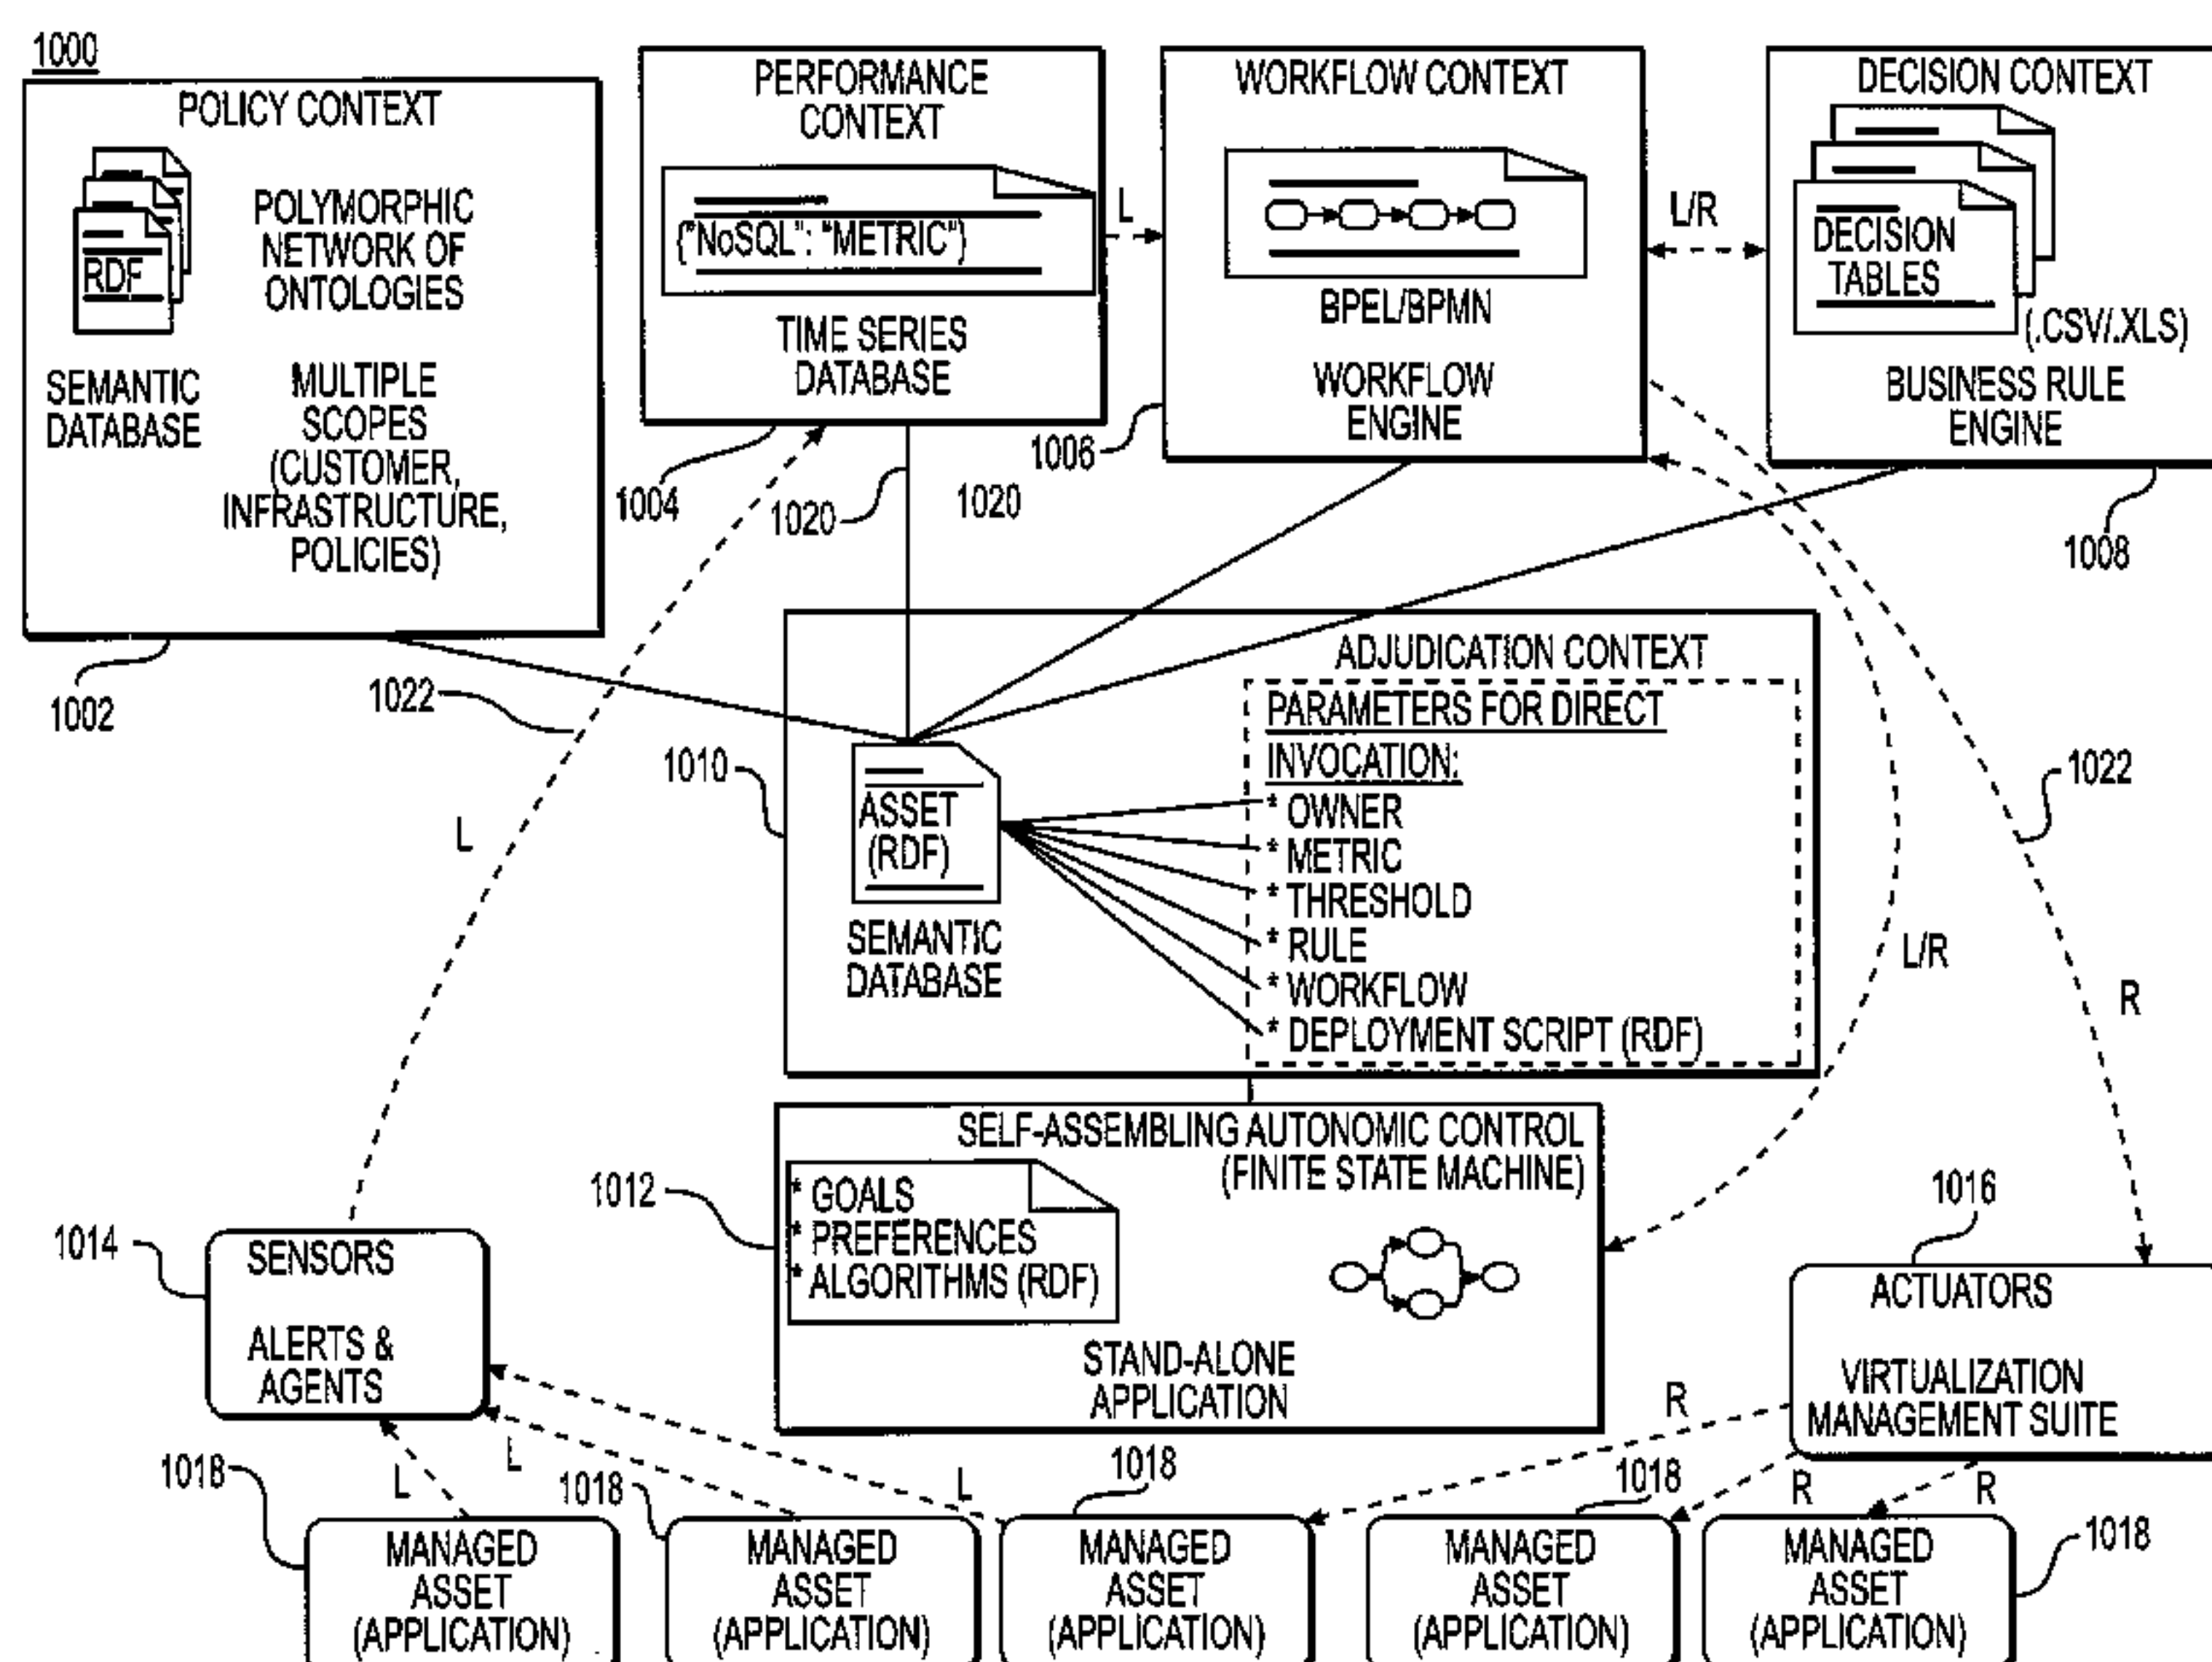 1000
POLICY CONTEXT
RDF
SEMANTIC
DATABASE
POLYMORPHIC
NETWORK OF
ONTOLOGIES
MULTIPLE
SCOPES
(CUSTOMER,
INFRASTRUCTURE,
POLICIES)
1002
PERFORMANCE
CONTEXT
{"NoSQL": "METRIC"}
TIME SERIES
DATABASE
1004
L
WORKFLOW CONTEXT
BPEL/BPMN
WORKFLOW
ENGINE
1006
L/R
DECISION CONTEXT
DECISION
TABLES
(.CSV/.XLS)
BUSINESS RULE
ENGINE
1008
1020
1020
1022
L
ADJUDICATION CONTEXT
1010
ASSET
(RDF)
SEMANTIC
DATABASE
PARAMETERS FOR DIRECT
INVOCATION:
* OWNER
* METRIC
* THRESHOLD
* RULE
* WORKFLOW
* DEPLOYMENT SCRIPT (RDF)
1022
L/R
R
SELF-ASSEMBLING AUTONOMIC CONTROL
(FINITE STATE MACHINE)
1012
* GOALS
* PREFERENCES
* ALGORITHMS (RDF)
STAND-ALONE
APPLICATION
1014
SENSORS
ALERTS &
AGENTS
1016
ACTUATORS
VIRTUALIZATION
MANAGEMENT SUITE
L
L
L
R
R
R
1018
MANAGED
ASSET
(APPLICATION)
1018
MANAGED
ASSET
(APPLICATION)
1018
MANAGED
ASSET
(APPLICATION)
1018
MANAGED
ASSET
(APPLICATION)
1018
MANAGED
ASSET
(APPLICATION)